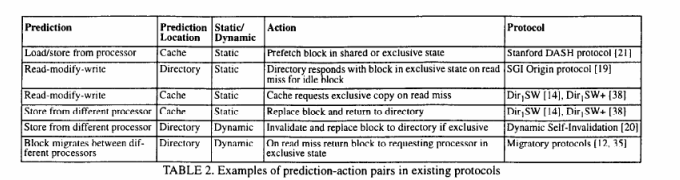 Prediction Prediction Location Static/ Dynamic Action Protocol
Load/store from processor Cache Static Prefetch block in shared or exclusive state Stanford DASH protocol [21]
Read-modify-write Directory Static Directory responds with block in exclusive state on read miss for idle block SGI Origin protocol [19]
Read-modify-write Cache Static Cache requests exclusive copy on read miss Dir₁SW [14], Dir₁SW+ [38]
Store from different processor Cache Static Replace block and return to directory Dir₁SW [14], Dir₁SW+ [38]
Store from different processor Directory Dynamic Invalidate and replace block to directory if exclusive Dynamic Self-Invalidation [20]
Block migrates between dif-ferent processors Directory Dynamic On read miss return block to requesting processor in exclusive state Migratory protocols [12, 35]
TABLE 2. Examples of prediction-action pairs in existing protocols